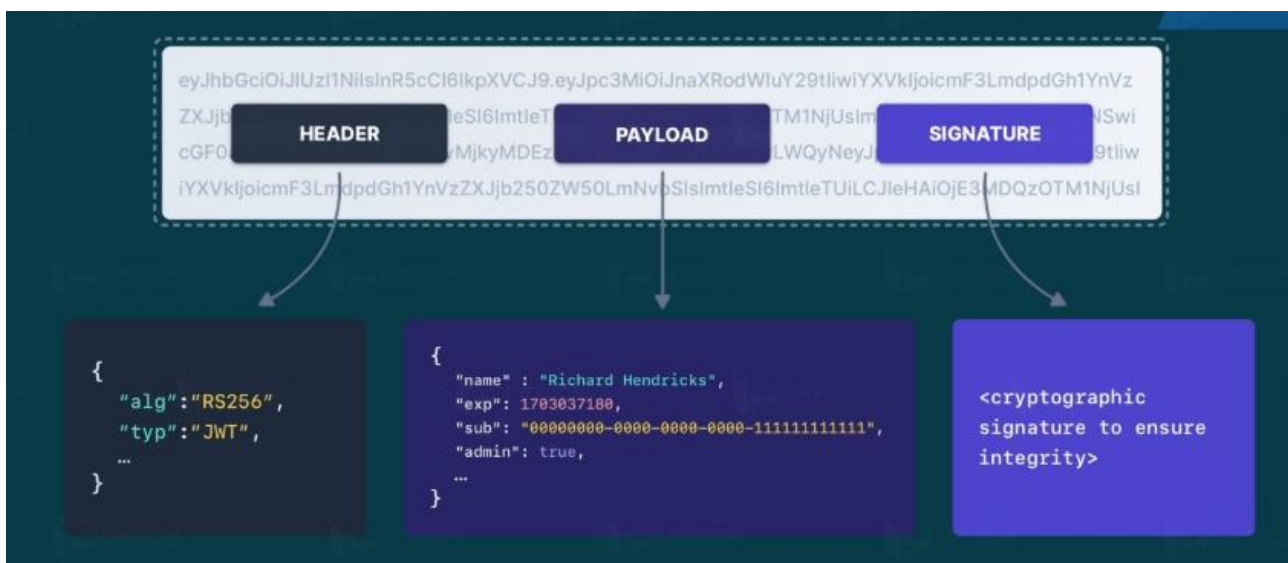 eyJhbGciOiJIUzI1NiIsInR5cCI6IkpXVCJ9.eyJpc3MiOiJnaXRodWIuY29tIiwiYXVkIjoicmF3LmdpdGh1YnVz
ZXJjb
HEADER
PAYLOAD
SIGNATURE
iYXVkIjoicmF3LmdpdGh1YnVzZXJjb250ZW50LmNvbSIsImtleSI6ImtleTUiLCJleHAiOjE3MDQzOTM1NjUsI
{
"alg":"RS256",
"typ":"JWT",
…
}
{
"name" : "Richard Hendricks",
"exp": 1703037180,
"sub": "00000000-0000-0000-0000-111111111111",
"admin": true,
…
}
<cryptographic
signature to ensure
integrity>